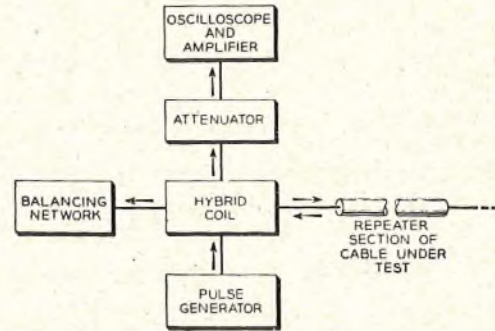 OSCILLOSCOPE
AND
AMPLIFIER
ATTENUATOR
BALANCING
NETWORK
HYBRID
COIL
REPEATER
SECTION OF
CABLE UNDER
TEST
PULSE
GENERATOR